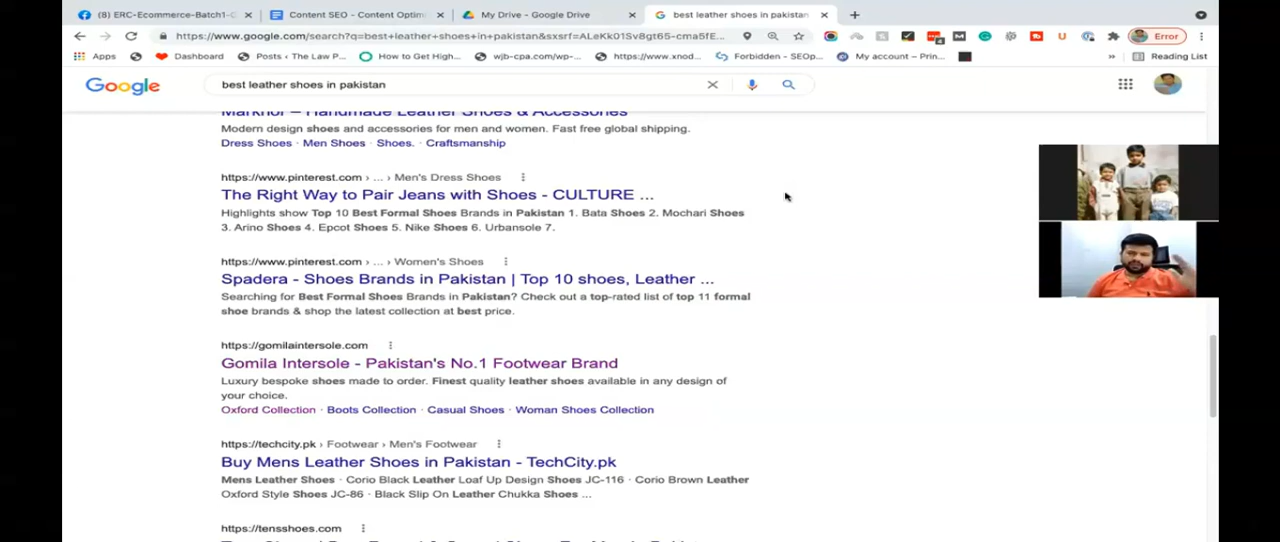 (8) ERC-Ecommerce-Batch1-C
Content SEO - Content Optim
My Drive - Google Drive
best leather shoes in pakistan
https://www.google.com/search?q=best+leather+shoes+in+pakistan&sxsrf=ALeKk01Sv8gt65-cma5fE...
Error
Apps
Dashboard
Posts ‹ The Law P...
How to Get High...
wjb-cpa.com/wp-...
https://www.xnod...
Forbidden - SEOp...
My account – Prin...
»
Reading List
Google
best leather shoes in pakistan
Markhor – Handmade Leather Shoes & Accessories
Modern design shoes and accessories for men and women. Fast free global shipping.
Dress Shoes · Men Shoes · Shoes. · Craftsmanship
https://www.pinterest.com › ... › Men's Dress Shoes
The Right Way to Pair Jeans with Shoes - CULTURE ...
Highlights show Top 10 Best Formal Shoes Brands in Pakistan 1. Bata Shoes 2. Mochari Shoes
3. Arino Shoes 4. Epcot Shoes 5. Nike Shoes 6. Urbansole 7.
https://www.pinterest.com › ... › Women's Shoes
Spadera - Shoes Brands in Pakistan | Top 10 shoes, Leather ...
Searching for Best Formal Shoes Brands in Pakistan? Check out a top-rated list of top 11 formal
shoe brands & shop the latest collection at best price.
https://gomilaintersole.com
Gomila Intersole - Pakistan's No.1 Footwear Brand
Luxury bespoke shoes made to order. Finest quality leather shoes available in any design of
your choice.
Oxford Collection · Boots Collection · Casual Shoes · Woman Shoes Collection
https://techcity.pk › Footwear › Men's Footwear
Buy Mens Leather Shoes in Pakistan - TechCity.pk
Mens Leather Shoes · Corio Black Leather Loaf Up Design Shoes JC-116 · Corio Brown Leather
Oxford Style Shoes JC-86 · Black Slip On Leather Chukka Shoes ...
https://tensshoes.com